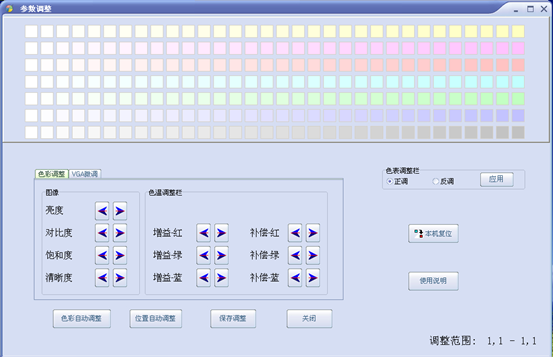 参数调整
色彩调整 VGA微调
色表调整栏
正调 反调 应用
图像
色温调整栏
亮度
对比度 增益-红 补偿-红
本机复位
饱和度 增益-绿 补偿-绿
清晰度 增益-蓝 补偿-蓝
使用说明
色彩自动调整 位置自动调整 保存调整 关闭
调整范围: 1,1 - 1,1